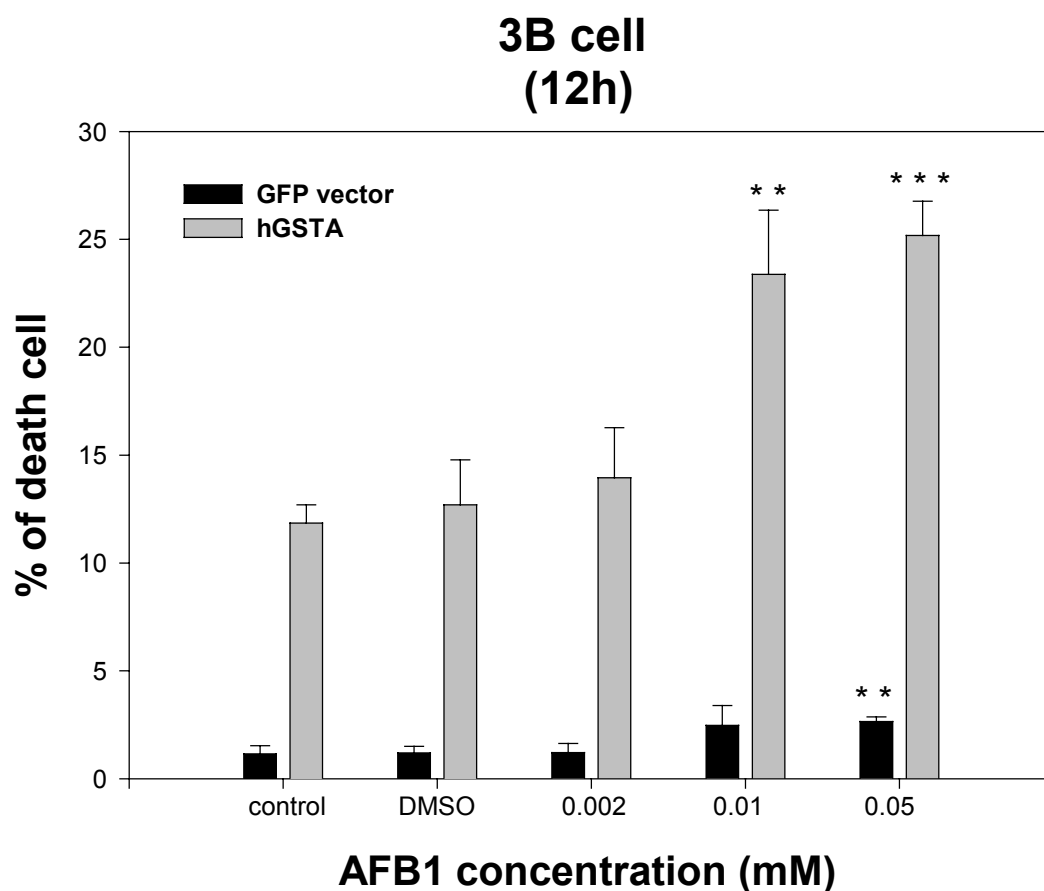 3B cell
(12h)
30
25
20
15
10
5
0
% of death cell
GFP vector
hGSTA
* *
* * *
* *
control DMSO 0.002 0.01 0.05
AFB1 concentration (mM)